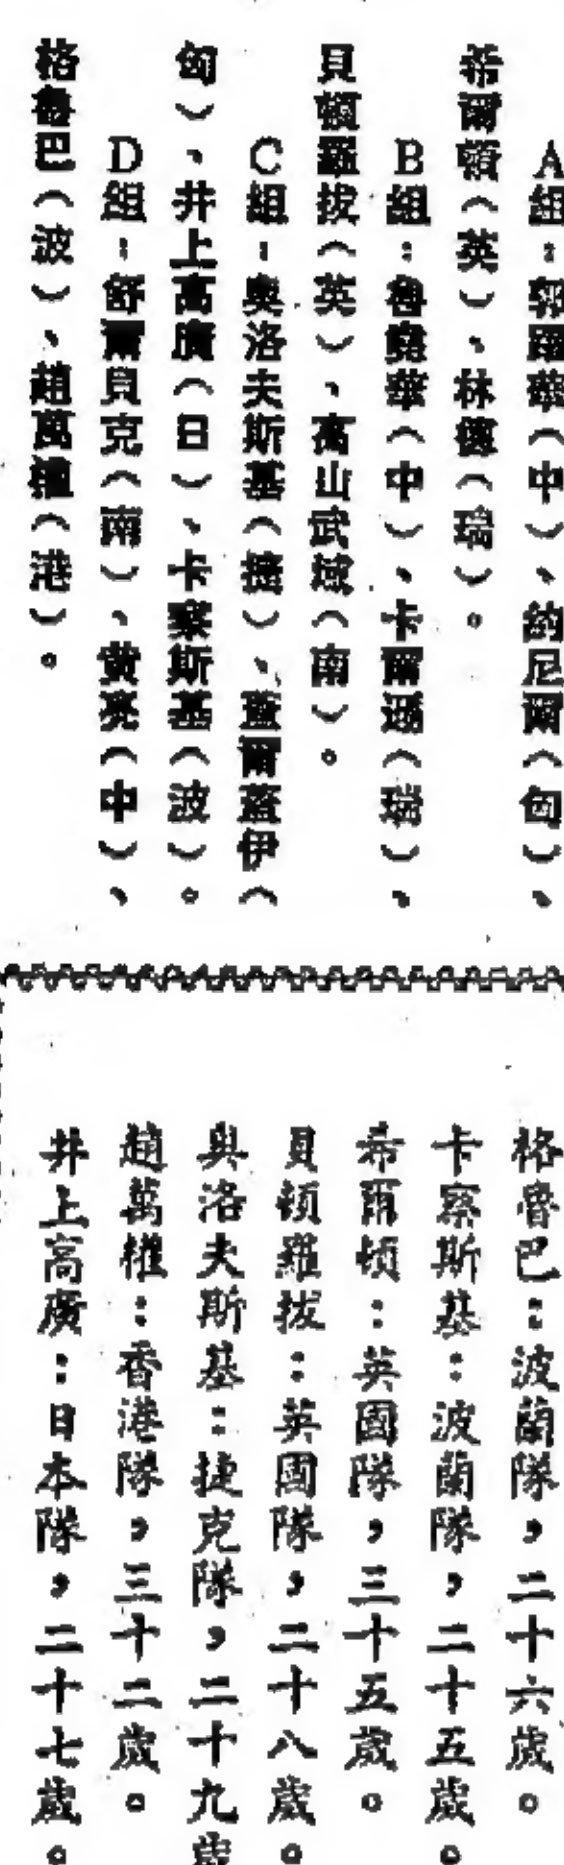 A組：郭躍華（中）、約尼爾（匈）、
希爾頓（英）、林德（瑞）。
B組：魯堯華（中）、卡爾遜（瑞）、
貝頓羅拔（英）、高山武域（南）。
C組：奧洛夫斯基（捷）、蓋爾蓋伊（
匈）、井上高廣（日）、卡察斯基（波）。
D組：舒爾貝克（南）、黃亮（中）、
格魯巴（波）、趙萬權（港）。
格魯巴：波蘭隊，二十六歲。
卡察斯基：波蘭隊，二十五歲。
希爾頓：英國隊，三十五歲。
貝頓羅拔：英國隊，二十八歲。
奧洛夫斯基：捷克隊，二十九歲
趙萬權：香港隊，三十二歲。
井上高廣：日本隊，二十七歲。